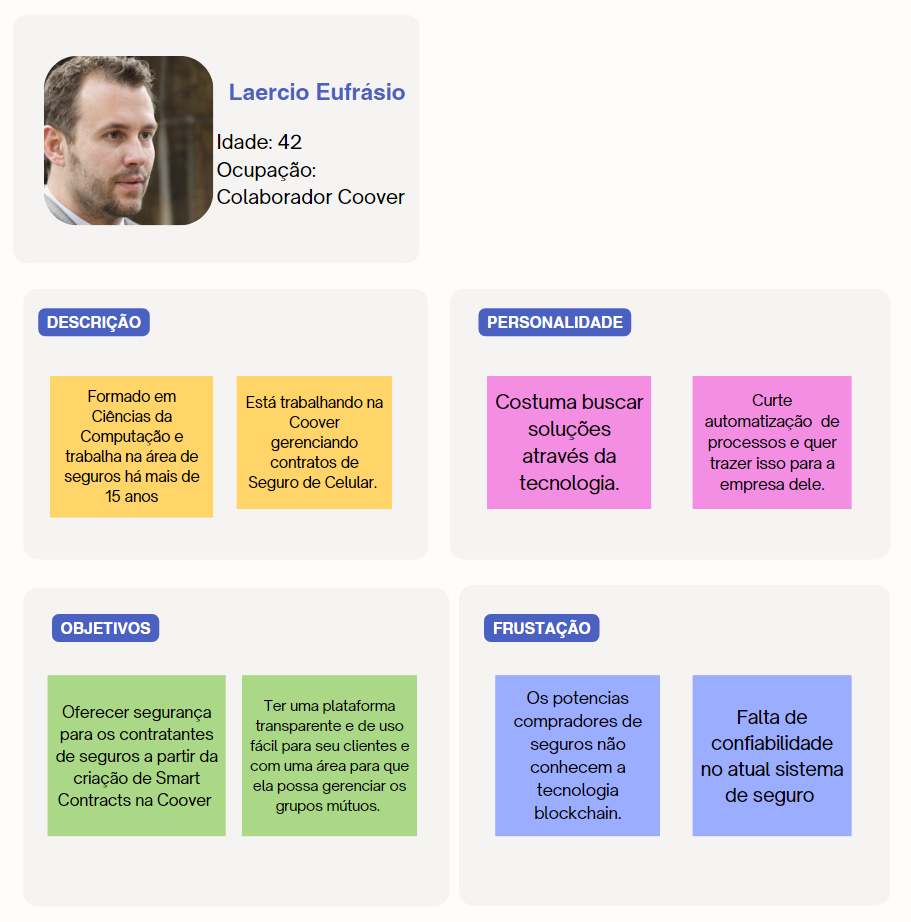 Laercio Eufrásio
Idade: 42
Ocupação:
Colaborador Coover
DESCRIÇÃO
Formado em
Ciências da
Computação e
trabalha na área de
seguros há mais de
15 anos
Está trabalhando na
Coover
gerenciando
contratos de
Seguro de Celular.
PERSONALIDADE
Costuma buscar
soluções
através da
tecnologia.
Curte
automatização de
processos e quer
trazer isso para a
empresa dele.
OBJETIVOS
Oferecer segurança
para os contratantes
de seguros a partir da
criação de Smart
Contracts na Coover
Ter uma plataforma
transparente e de uso
fácil para seu clientes e
com uma área para que
ela possa gerenciar os
grupos mútuos.
FRUSTAÇÃO
Os potencias
compradores de
seguros não
conhecem a
tecnologia
blockchain.
Falta de
confiabilidade
no atual sistema
de seguro